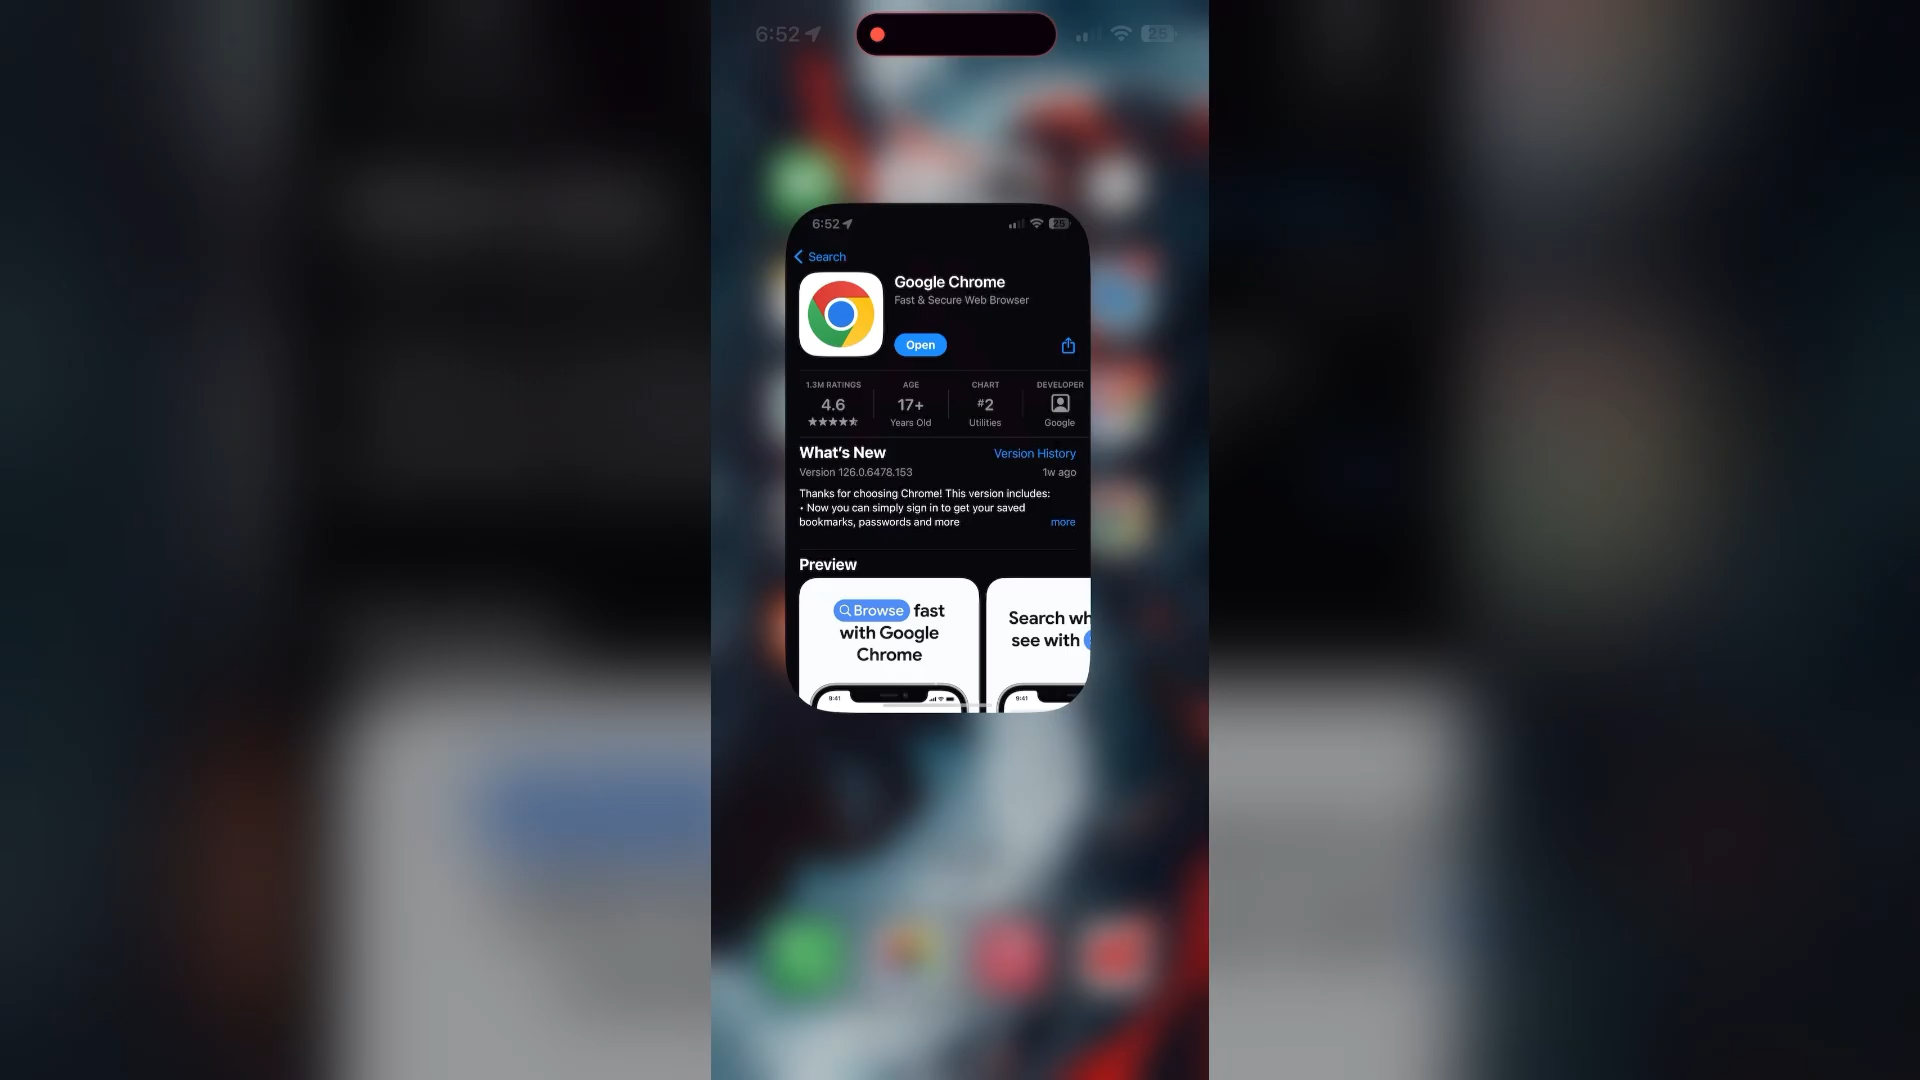 6:52
25
6:52
25
Search
Google Chrome
Fast & Secure Web Browser
Open
1.3M RATINGS
4.6
AGE
17+
Years Old
CHART
#2
Utilities
DEVELOPER
Google
What's New
Version History
Version 126.0.6478.153
1w ago
Thanks for choosing Chrome! This version includes:
• Now you can simply sign in to get your saved
bookmarks, passwords and more
more
Preview
Browse fast
with Google
Chrome
9:41
Search wh
see with
9:41